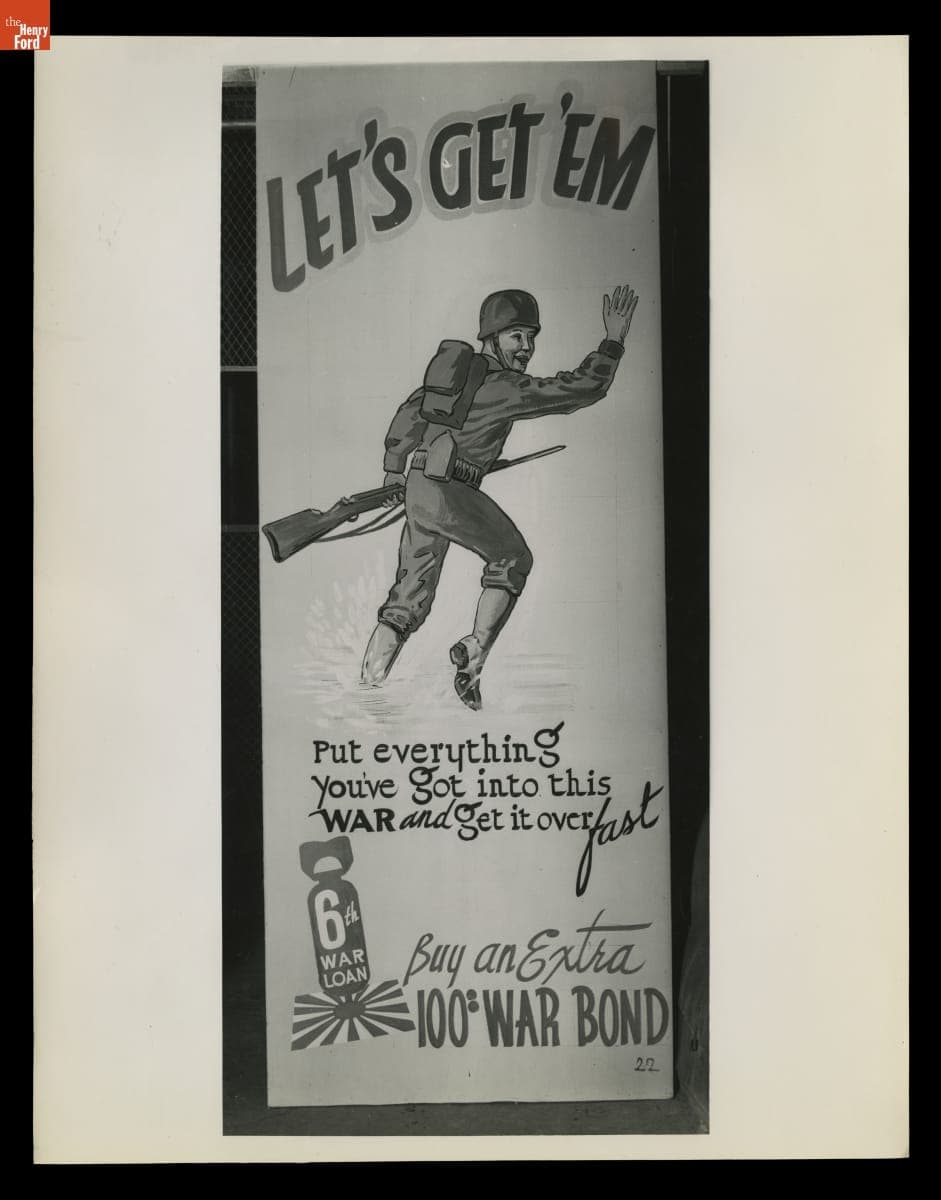 the
Henry
Ford
LET'S GET 'EM
Put everything
you've got into this
WAR and get it over fast
6th
WAR
LOAN
Buy an Extra
100.00 WAR BOND
22